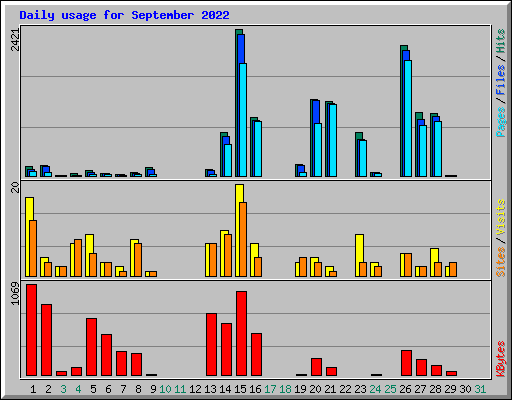 Daily usage for September 2022
2421
Pages / Files / Hits
20
Sites / Visits
1069
KBytes
1 2 3 4 5 6 7 8 9 10 11 12 13 14 15 16 17 18 19 20 21 22 23 24 25 26 27 28 29 30 31